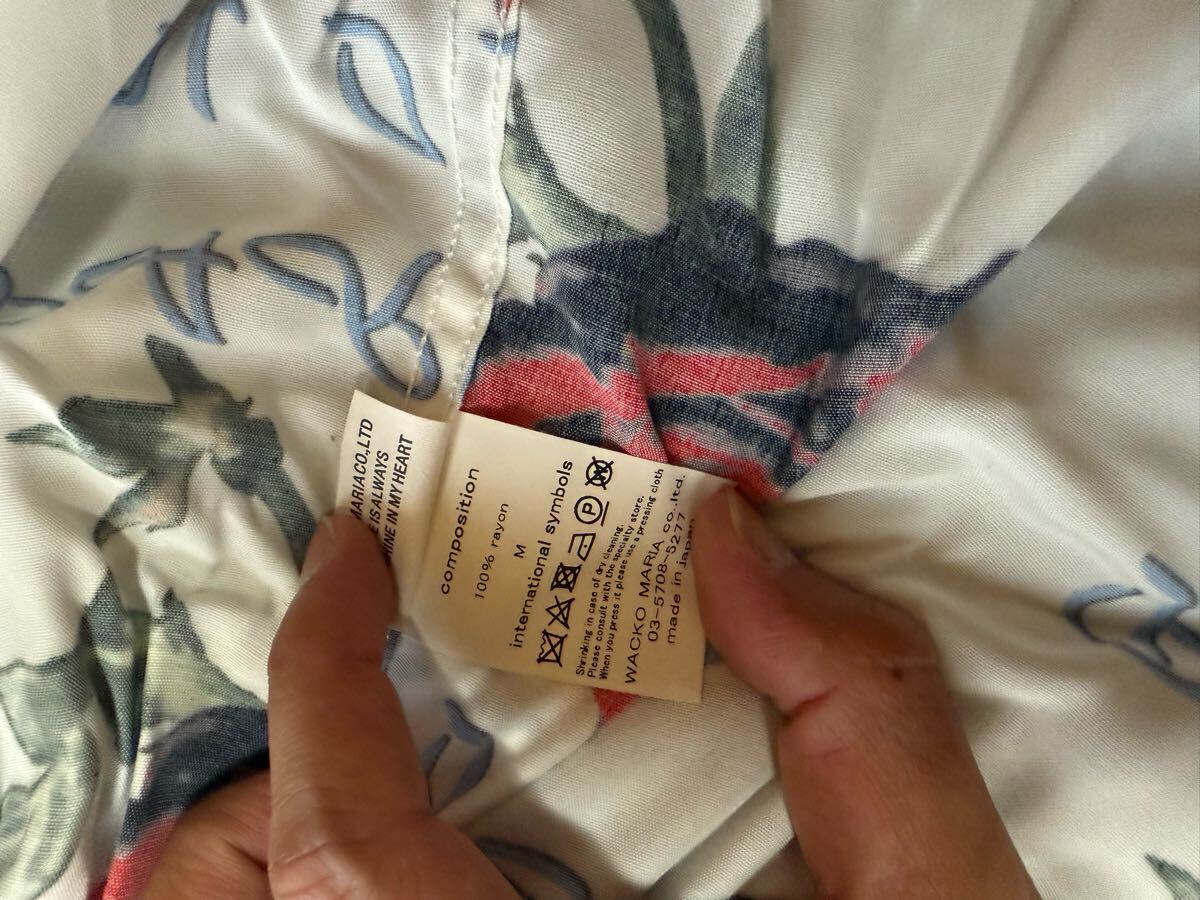 MARIA CO.,LTD
IS ALWAYS
IN MY HEART
composition
100% rayon
M
international symbols
P
Shrinking in case of dry cleaning.
Please consult with the specialty store.
When you press it please use a pressing cloth
WACKO MARIA co.,ltd.
03-5708-5277
made in japan